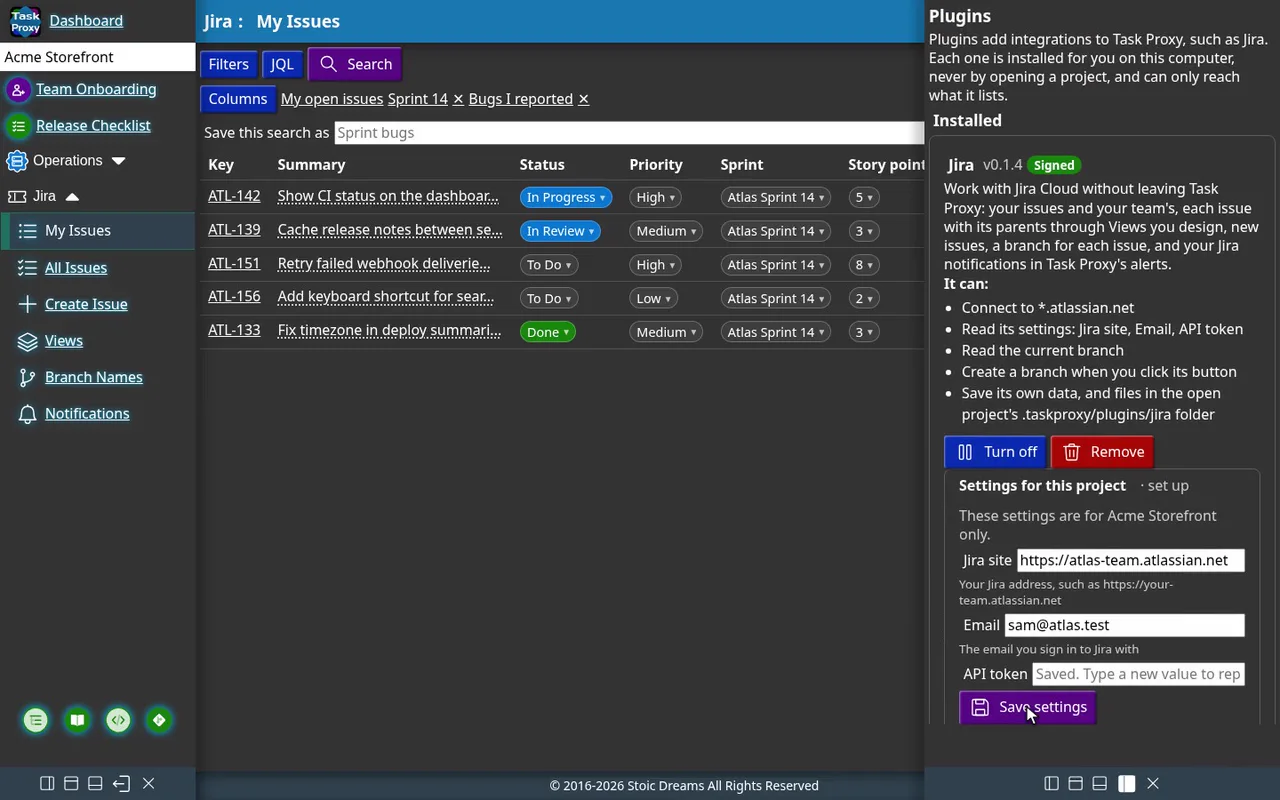 Task Proxy
Dashboard
Acme Storefront
Team Onboarding
Release Checklist
Operations
Jira
My Issues
All Issues
Create Issue
Views
Branch Names
Notifications
Jira : My Issues
Filters
JQL
Search
Columns
My open issues
Sprint 14 ✕
Bugs I reported ✕
Save this search as
Sprint bugs
Key Summary Status Priority Sprint Story point
ATL-142 Show CI status on the dashboar... In Progress ▾ High ▾ Atlas Sprint 14 ▾ 5 ▾
ATL-139 Cache release notes between se... In Review ▾ Medium ▾ Atlas Sprint 14 ▾ 3 ▾
ATL-151 Retry failed webhook deliverie... To Do ▾ High ▾ Atlas Sprint 14 ▾ 8 ▾
ATL-156 Add keyboard shortcut for sear... To Do ▾ Low ▾ Atlas Sprint 14 ▾ 2 ▾
ATL-133 Fix timezone in deploy summari... Done ▾ Medium ▾ Atlas Sprint 14 ▾ 3 ▾
© 2016-2026 Stoic Dreams All Rights Reserved
Plugins
Plugins add integrations to Task Proxy, such as Jira.
Each one is installed for you on this computer,
never by opening a project, and can only reach
what it lists.
Installed
Jira v0.1.4 Signed
Work with Jira Cloud without leaving Task
Proxy: your issues and your team's, each issue
with its parents through Views you design, new
issues, a branch for each issue, and your Jira
notifications in Task Proxy's alerts.
It can:
• Connect to *.atlassian.net
• Read its settings: Jira site, Email, API token
• Read the current branch
• Create a branch when you click its button
• Save its own data, and files in the open
project's .taskproxy/plugins/jira folder
Turn off
Remove
Settings for this project · set up
These settings are for Acme Storefront
only.
Jira site https://atlas-team.atlassian.net
Your Jira address, such as https://your-
team.atlassian.net
Email sam@atlas.test
The email you sign in to Jira with
API token Saved. Type a new value to rep
Save settings